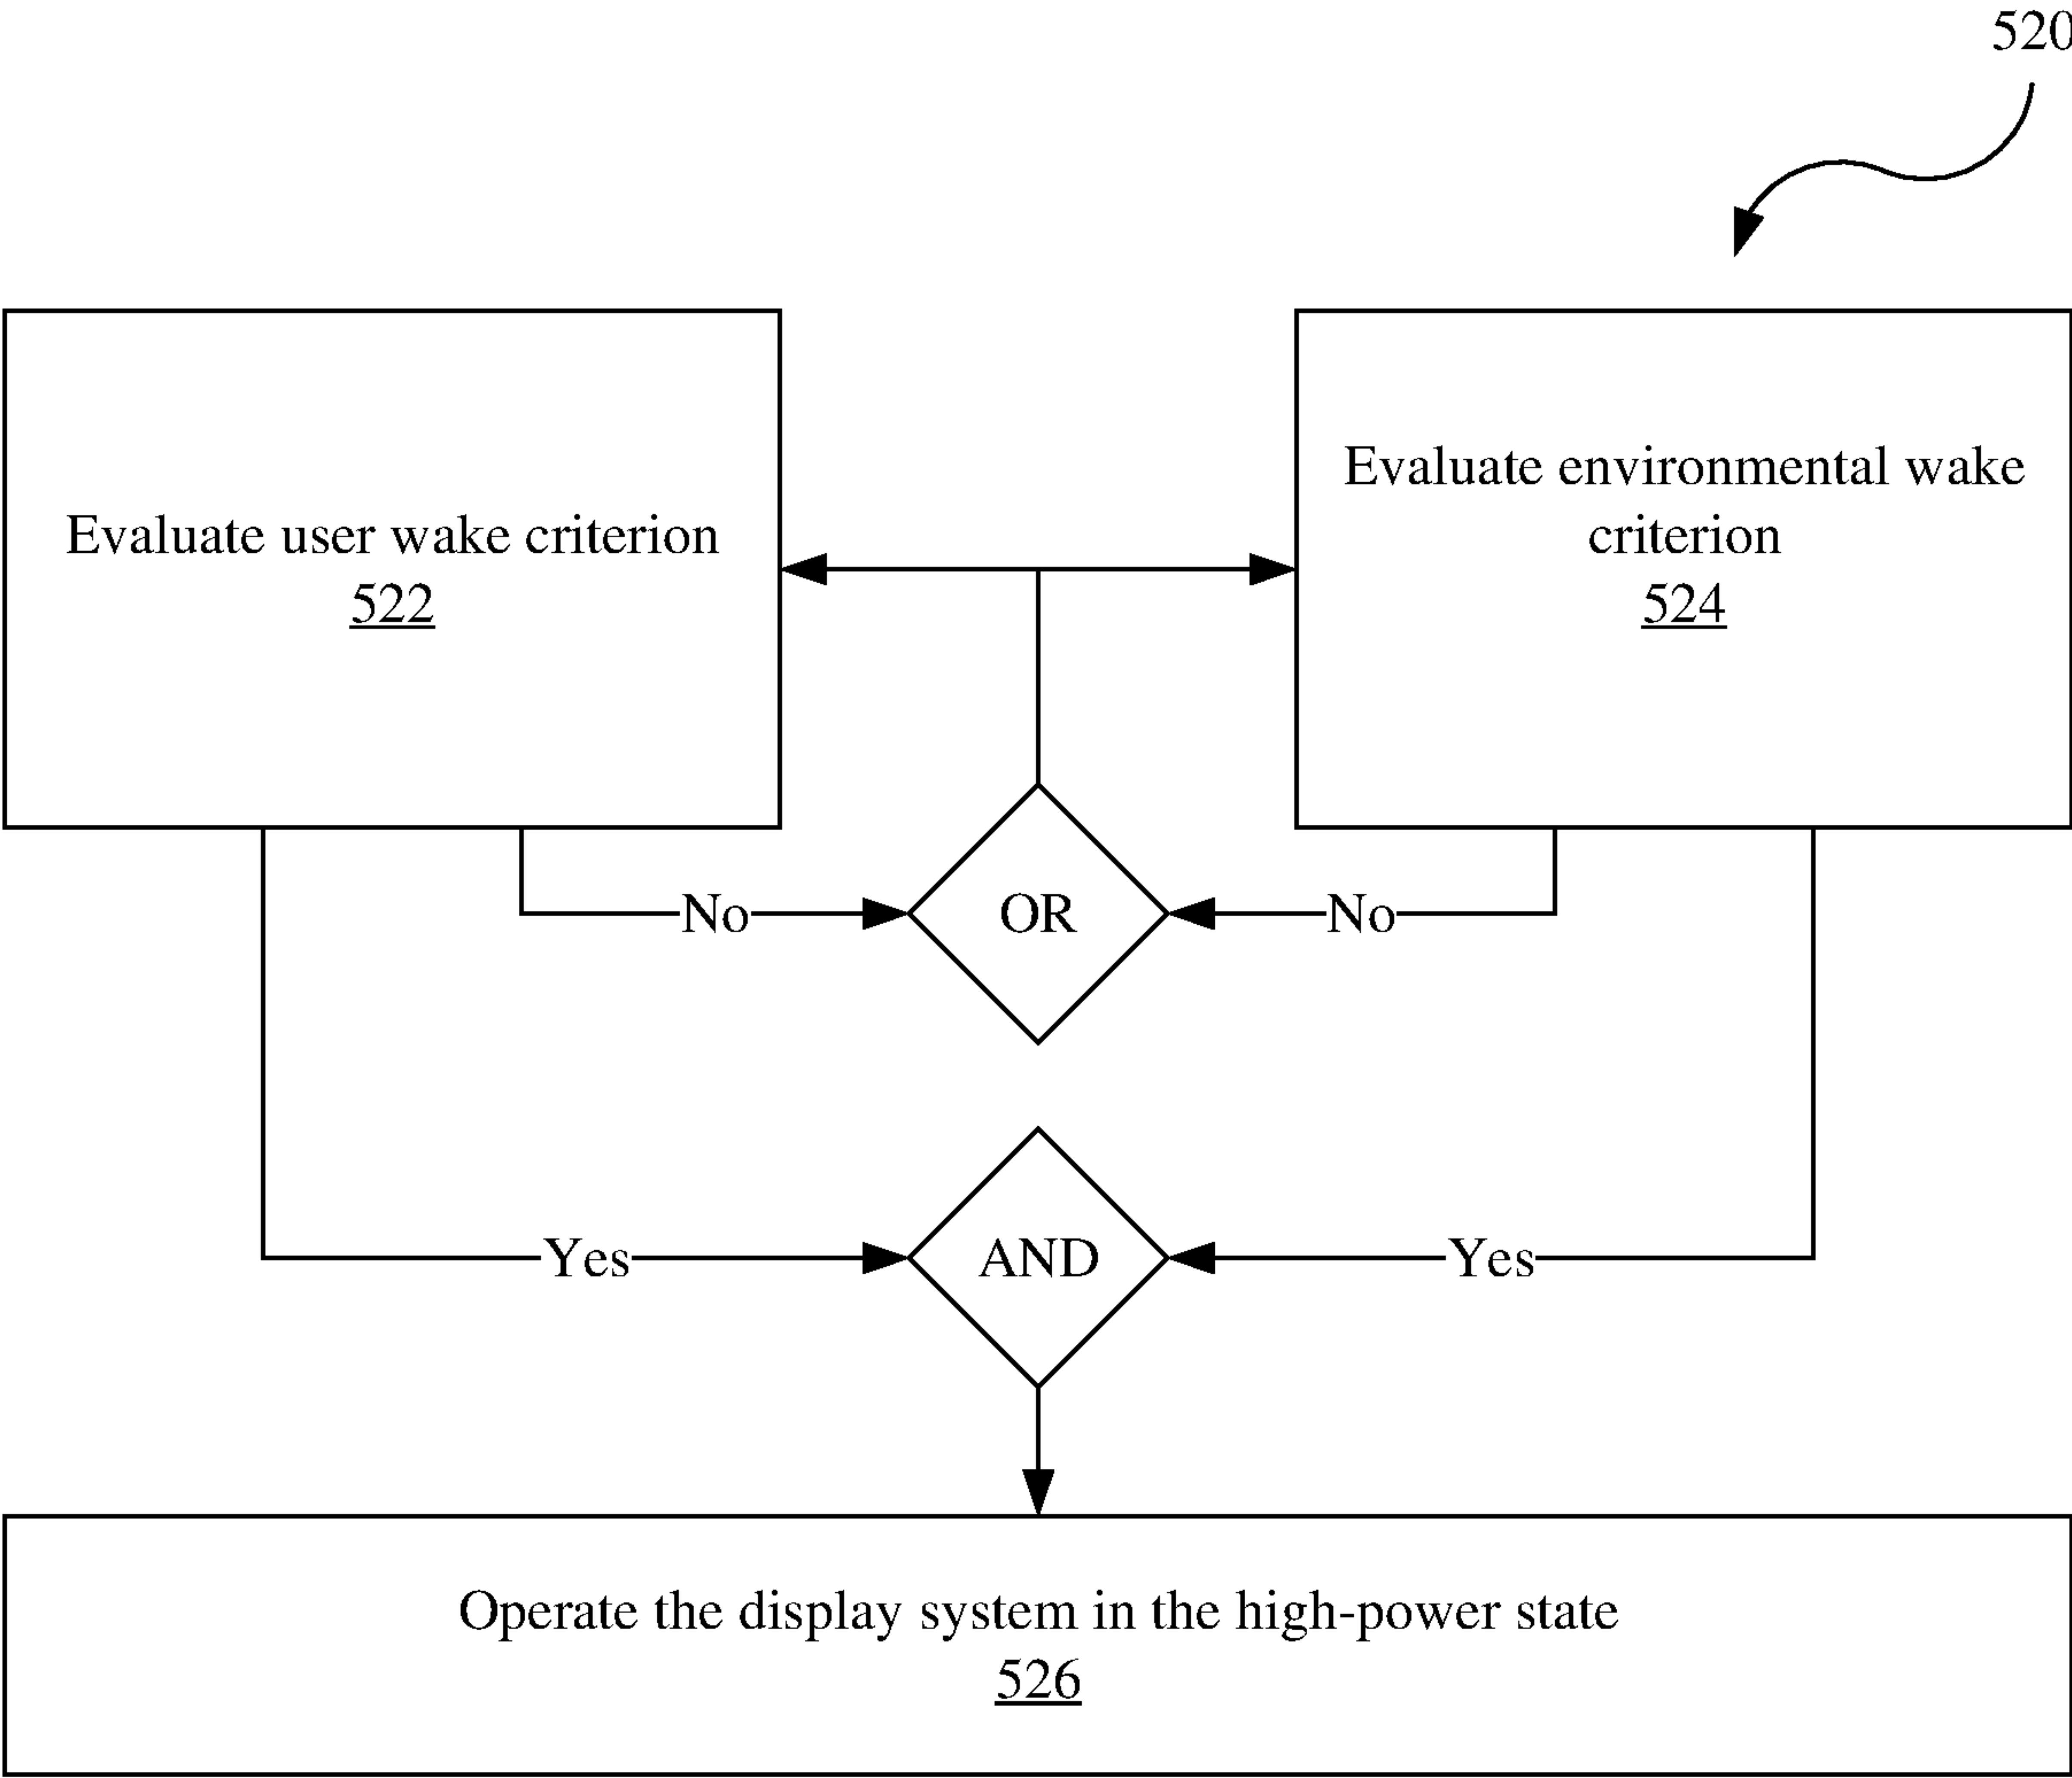 520
Evaluate user wake criterion
522
Evaluate environmental wake
criterion
524
No
OR
No
Yes
AND
Yes
Operate the display system in the high-power state
526